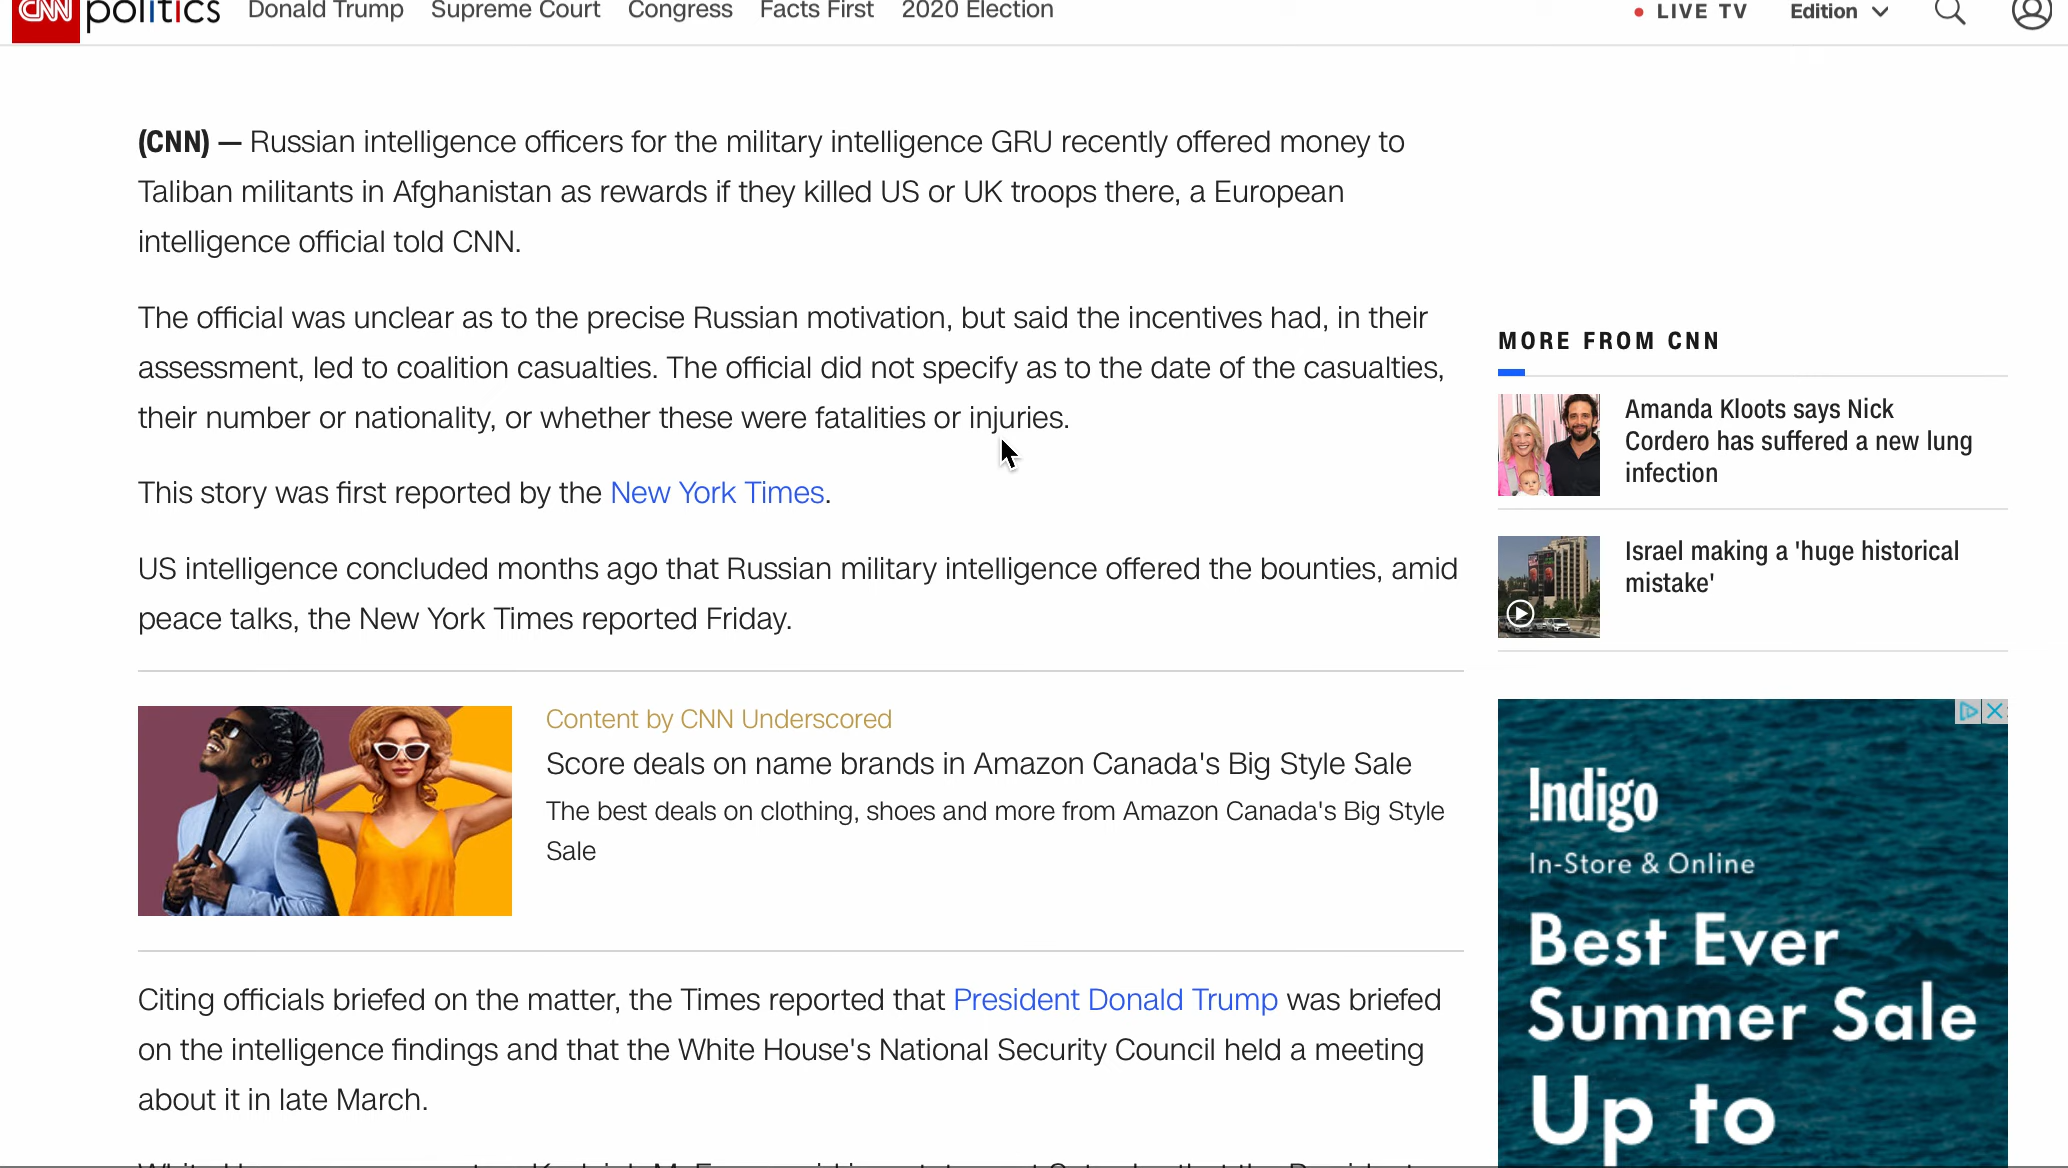 CNN politics Donald Trump Supreme Court Congress Facts First 2020 Election LIVE TV Edition
(CNN) — Russian intelligence officers for the military intelligence GRU recently offered money to
Taliban militants in Afghanistan as rewards if they killed US or UK troops there, a European
intelligence official told CNN.
The official was unclear as to the precise Russian motivation, but said the incentives had, in their
assessment, led to coalition casualties. The official did not specify as to the date of the casualties,
their number or nationality, or whether these were fatalities or injuries.
This story was first reported by the New York Times.
US intelligence concluded months ago that Russian military intelligence offered the bounties, amid
peace talks, the New York Times reported Friday.
Content by CNN Underscored
Score deals on name brands in Amazon Canada's Big Style Sale
The best deals on clothing, shoes and more from Amazon Canada's Big Style
Sale
Citing officials briefed on the matter, the Times reported that President Donald Trump was briefed
on the intelligence findings and that the White House's National Security Council held a meeting
about it in late March.
MORE FROM CNN
Amanda Kloots says Nick
Cordero has suffered a new lung
infection
Israel making a 'huge historical
mistake'
!ndigo
In-Store & Online
Best Ever
Summer Sale
Up to